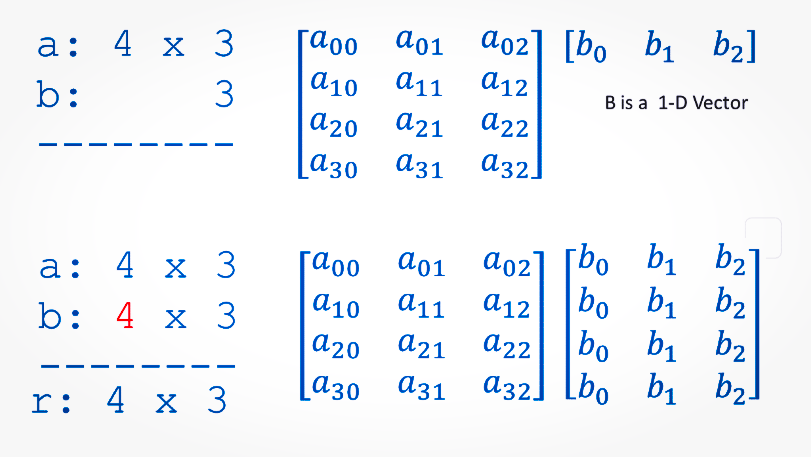 a: 4 x 3
b: 3
--------
a₀₀ a₀₁ a₀₂
a₁₀ a₁₁ a₁₂
a₂₀ a₂₁ a₂₂
a₃₀ a₃₁ a₃₂
[b₀ b₁ b₂]
B is a 1-D Vector
a: 4 x 3
b: 4 x 3
--------
r: 4 x 3
a₀₀ a₀₁ a₀₂
a₁₀ a₁₁ a₁₂
a₂₀ a₂₁ a₂₂
a₃₀ a₃₁ a₃₂
b₀ b₁ b₂
b₀ b₁ b₂
b₀ b₁ b₂
b₀ b₁ b₂